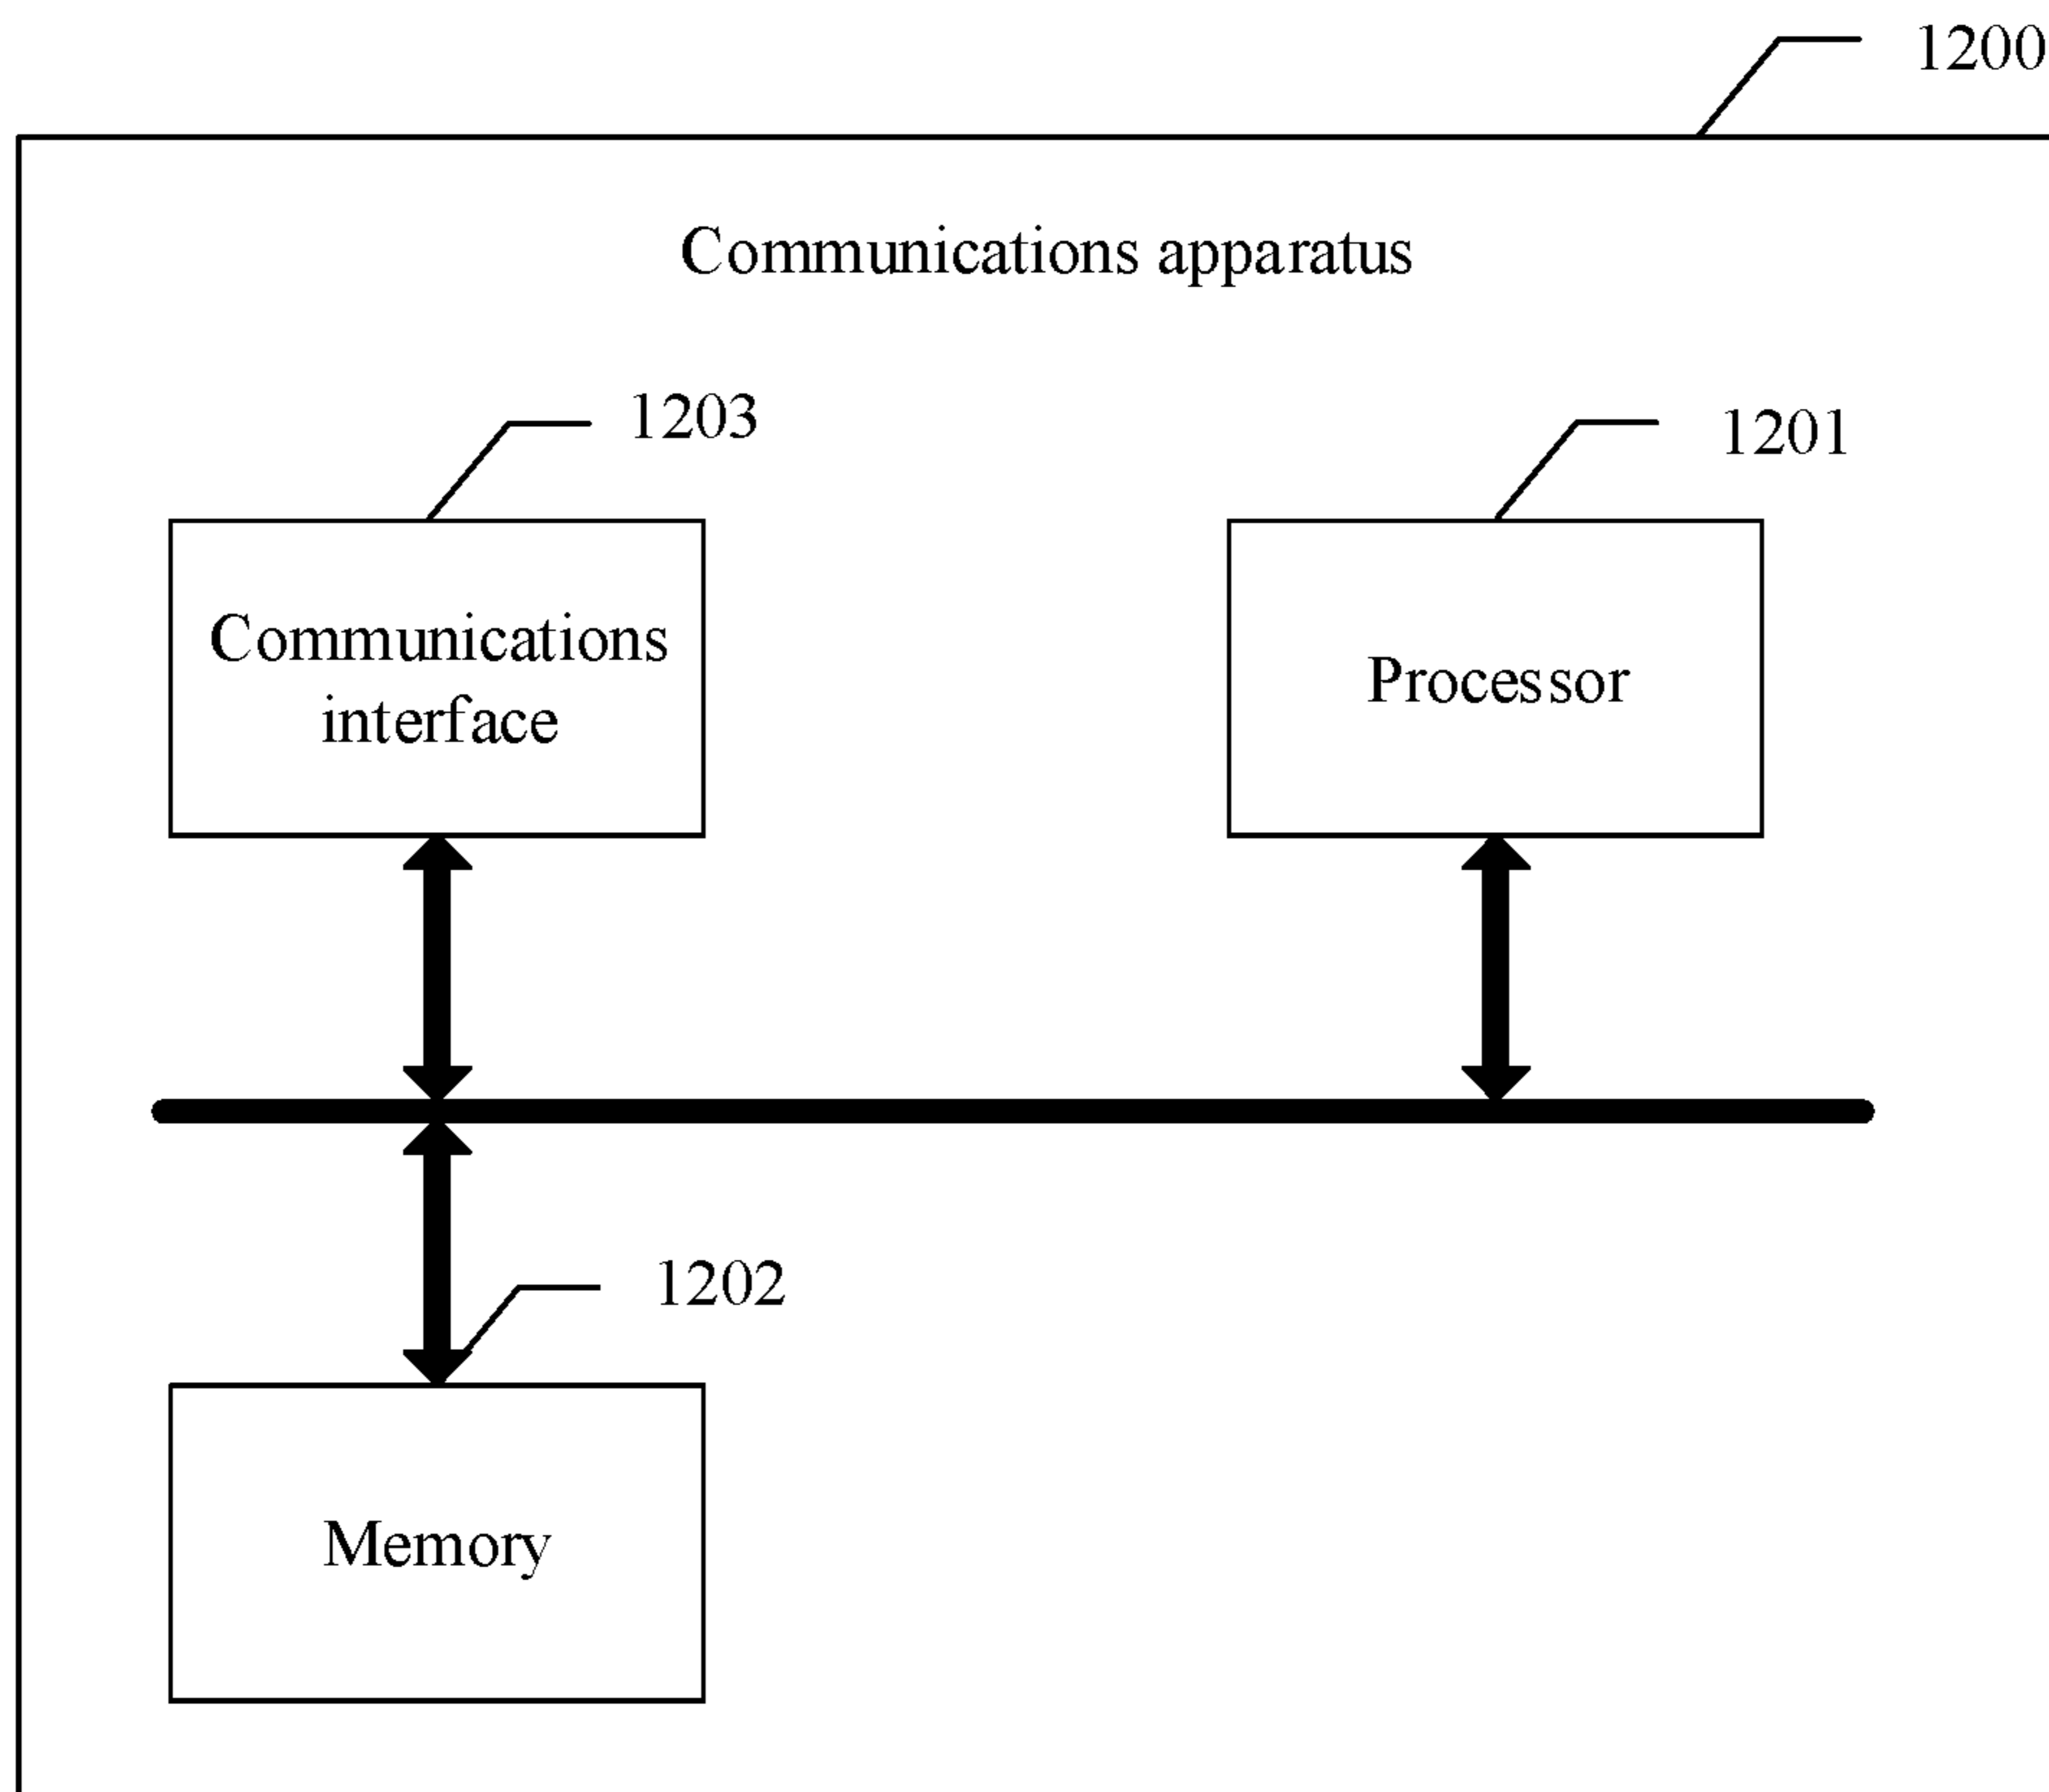 1200
Communications apparatus
1203
1201
Communications
interface
Processor
1202
Memory